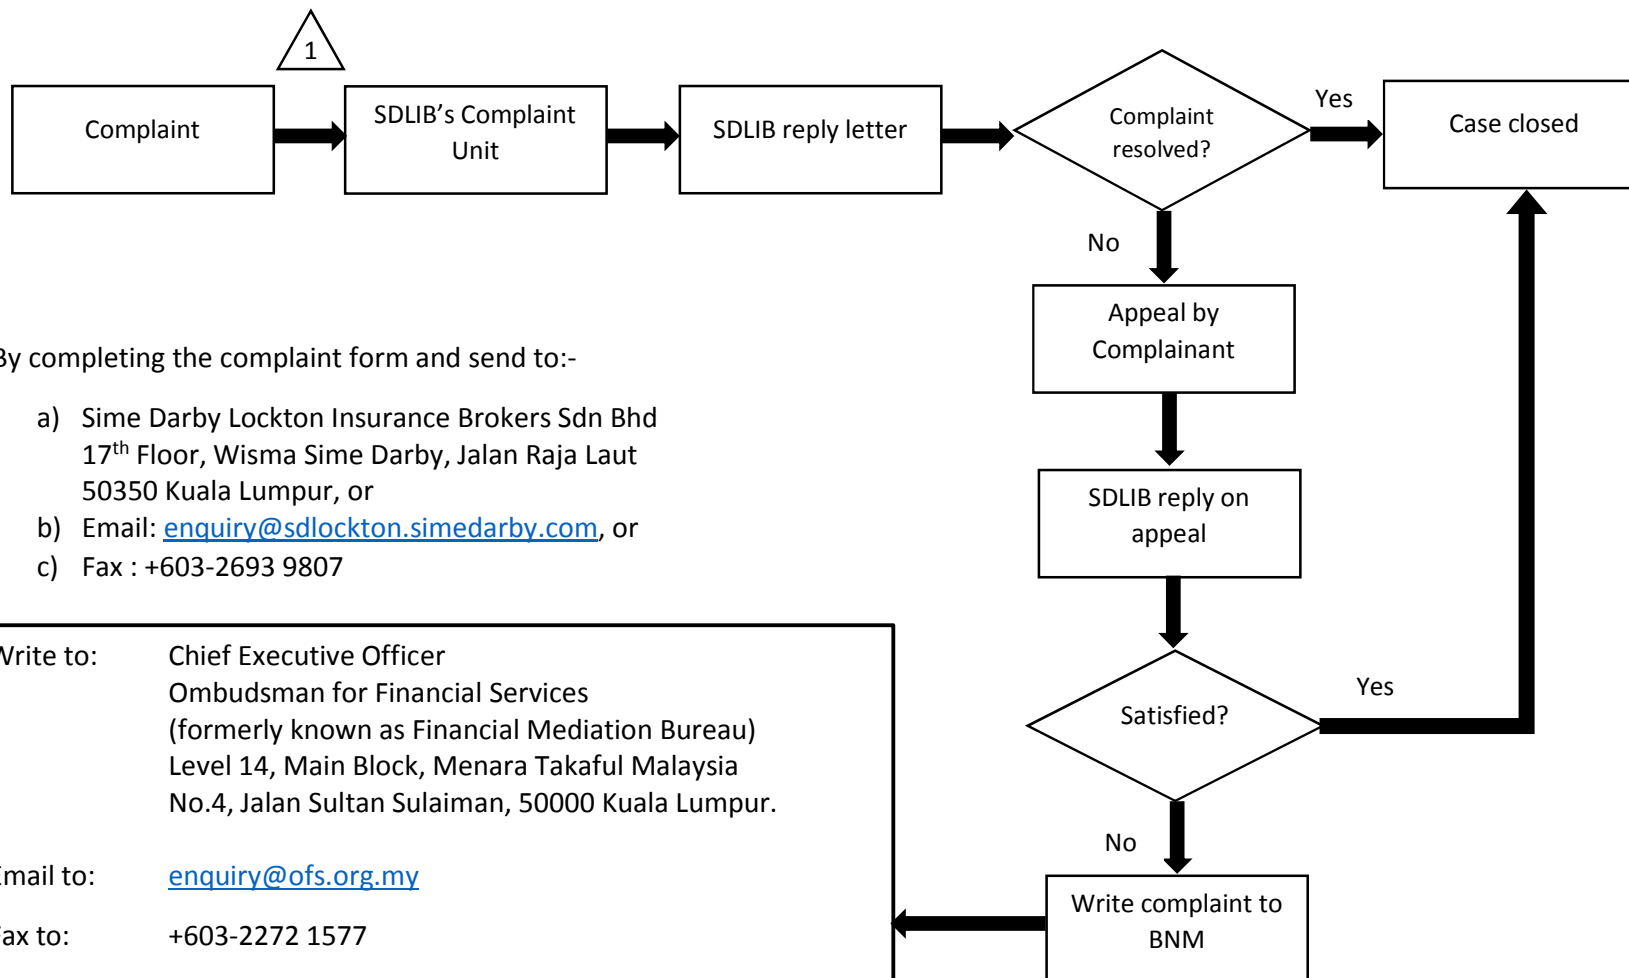 1
Complaint
SDLIB’s Complaint
Unit
SDLIB reply letter
Complaint
resolved?
Yes
Case closed
No
Appeal by
Complainant
SDLIB reply on
appeal
Satisfied?
Yes
No
Write complaint to
BNM
By completing the complaint form and send to:-
a) Sime Darby Lockton Insurance Brokers Sdn Bhd
17th Floor, Wisma Sime Darby, Jalan Raja Laut
50350 Kuala Lumpur, or
b) Email: enquiry@sdlockton.simedarby.com, or
c) Fax : +603-2693 9807
Write to: Chief Executive Officer
Ombudsman for Financial Services
(formerly known as Financial Mediation Bureau)
Level 14, Main Block, Menara Takaful Malaysia
No.4, Jalan Sultan Sulaiman, 50000 Kuala Lumpur.
Email to: enquiry@ofs.org.my
Fax to: +603-2272 1577